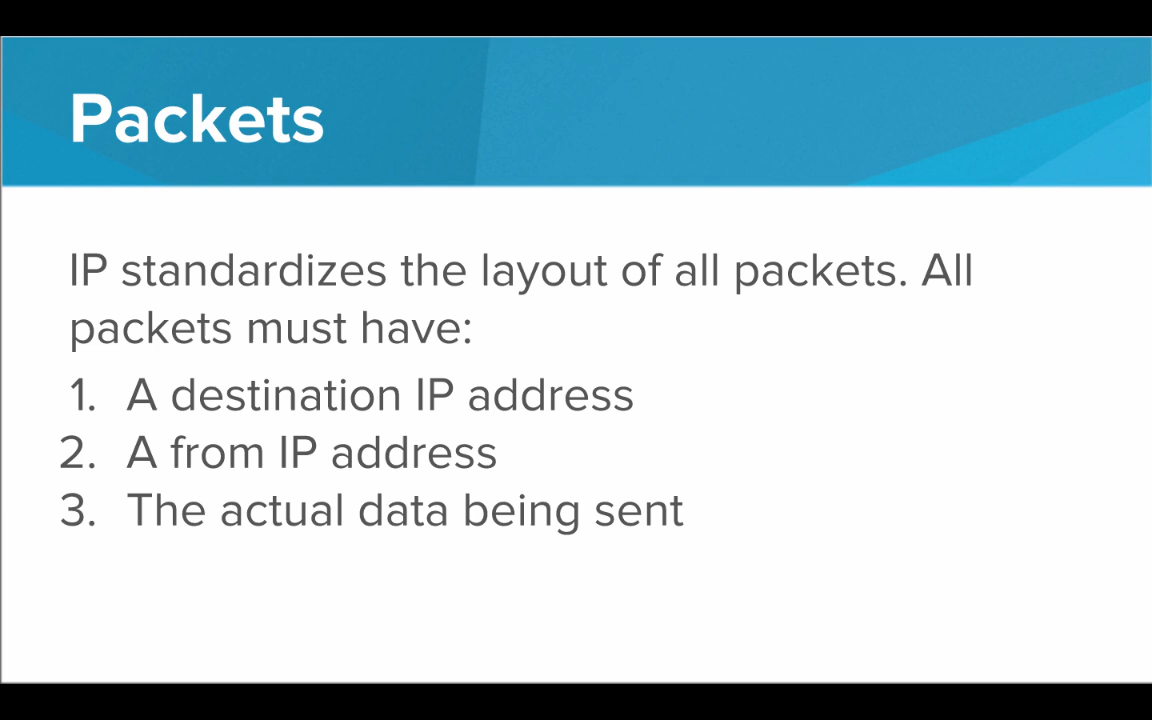 Packets
IP standardizes the layout of all packets. All
packets must have:
1. A destination IP address
2. A from IP address
3. The actual data being sent